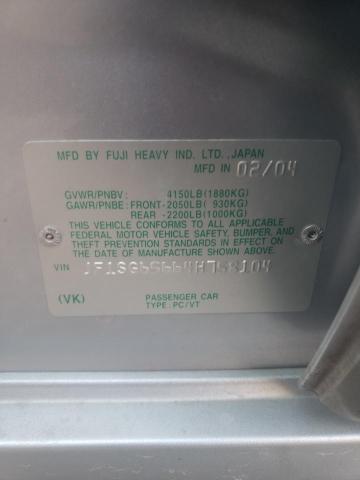 MFD BY FUJI HEAVY IND. LTD.,JAPAN
MFD IN 02/04
GVWR/PNBV: 4150LB(1880KG)
GAWR/PNBE:FRONT-2050LB( 930KG)
REAR -2200LB(1000KG)
THIS VEHICLE CONFORMS TO ALL APPLICABLE
FEDERAL MOTOR VEHICLE SAFETY, BUMPER, AND
THEFT PREVENTION STANDARDS IN EFFECT ON THE
DATE OF MANUFACTURE SHOWN ABOVE.
VIN
(VK) PASSENGER CAR
TYPE:PC/VT